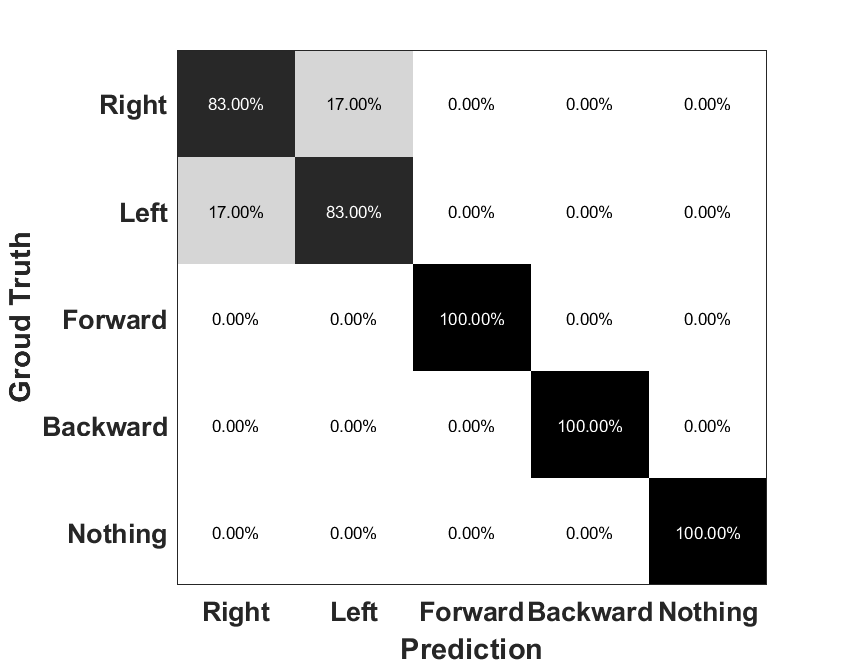 Groud Truth
Right 83.00% 17.00% 0.00% 0.00% 0.00%
Left 17.00% 83.00% 0.00% 0.00% 0.00%
Forward 0.00% 0.00% 100.00% 0.00% 0.00%
Backward 0.00% 0.00% 0.00% 100.00% 0.00%
Nothing 0.00% 0.00% 0.00% 0.00% 100.00%
Right Left Forward Backward Nothing
Prediction